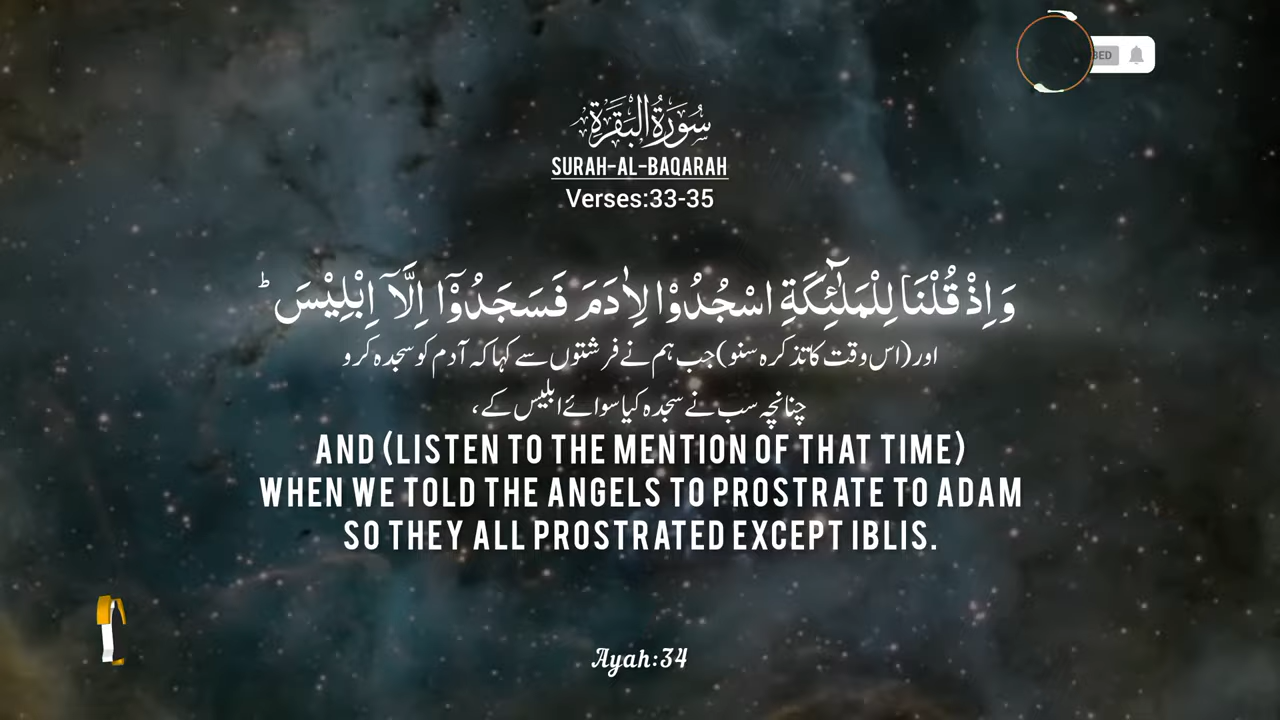 BED
سُورَةُ الْبَقَرَةِ
SURAH-AL-BAQARAH
Verses:33-35
وَ اِذْ قُلْنَا لِلْمَلٰٓئِكَةِ اسْجُدُوْا لِاٰدَمَ فَسَجَدُوْۤا اِلَّاۤ اِبْلِيْسَ ؕ
اور (اس وقت کا تذکرہ سنو) جب ہم نے فرشتوں سے کہا کہ آدم کو سجدہ کرو
چنانچہ سب نے سجدہ کیا سوائے ابلیس کے،
AND (LISTEN TO THE MENTION OF THAT TIME)
WHEN WE TOLD THE ANGELS TO PROSTRATE TO ADAM
SO THEY ALL PROSTRATED EXCEPT IBLIS.
Ayah:34